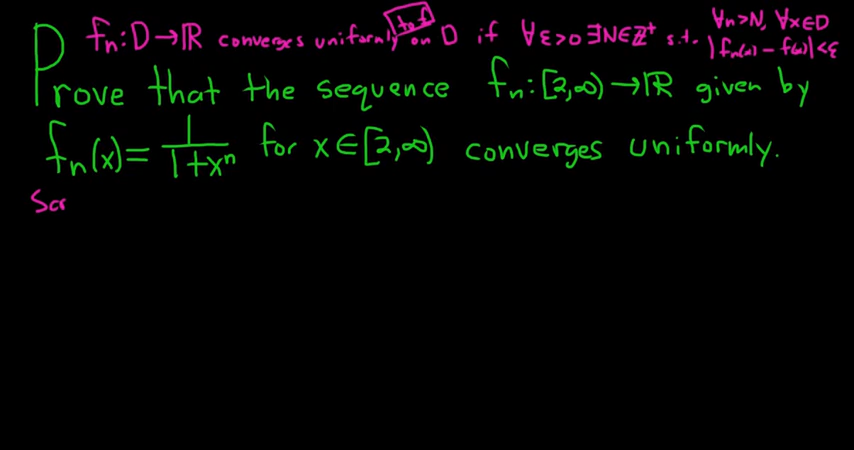 fₙ: D → ℝ converges uniformly to f on D if ∀ε>0 ∃N∈ℤ⁺ s.t. ∀n>N, ∀x∈D
|fₙ(x) - f(x)| < ε
Prove that the sequence fₙ: [2,∞) → ℝ given by
fₙ(x) = 1/(1+xⁿ) for x ∈ [2,∞) converges uniformly.
Scr